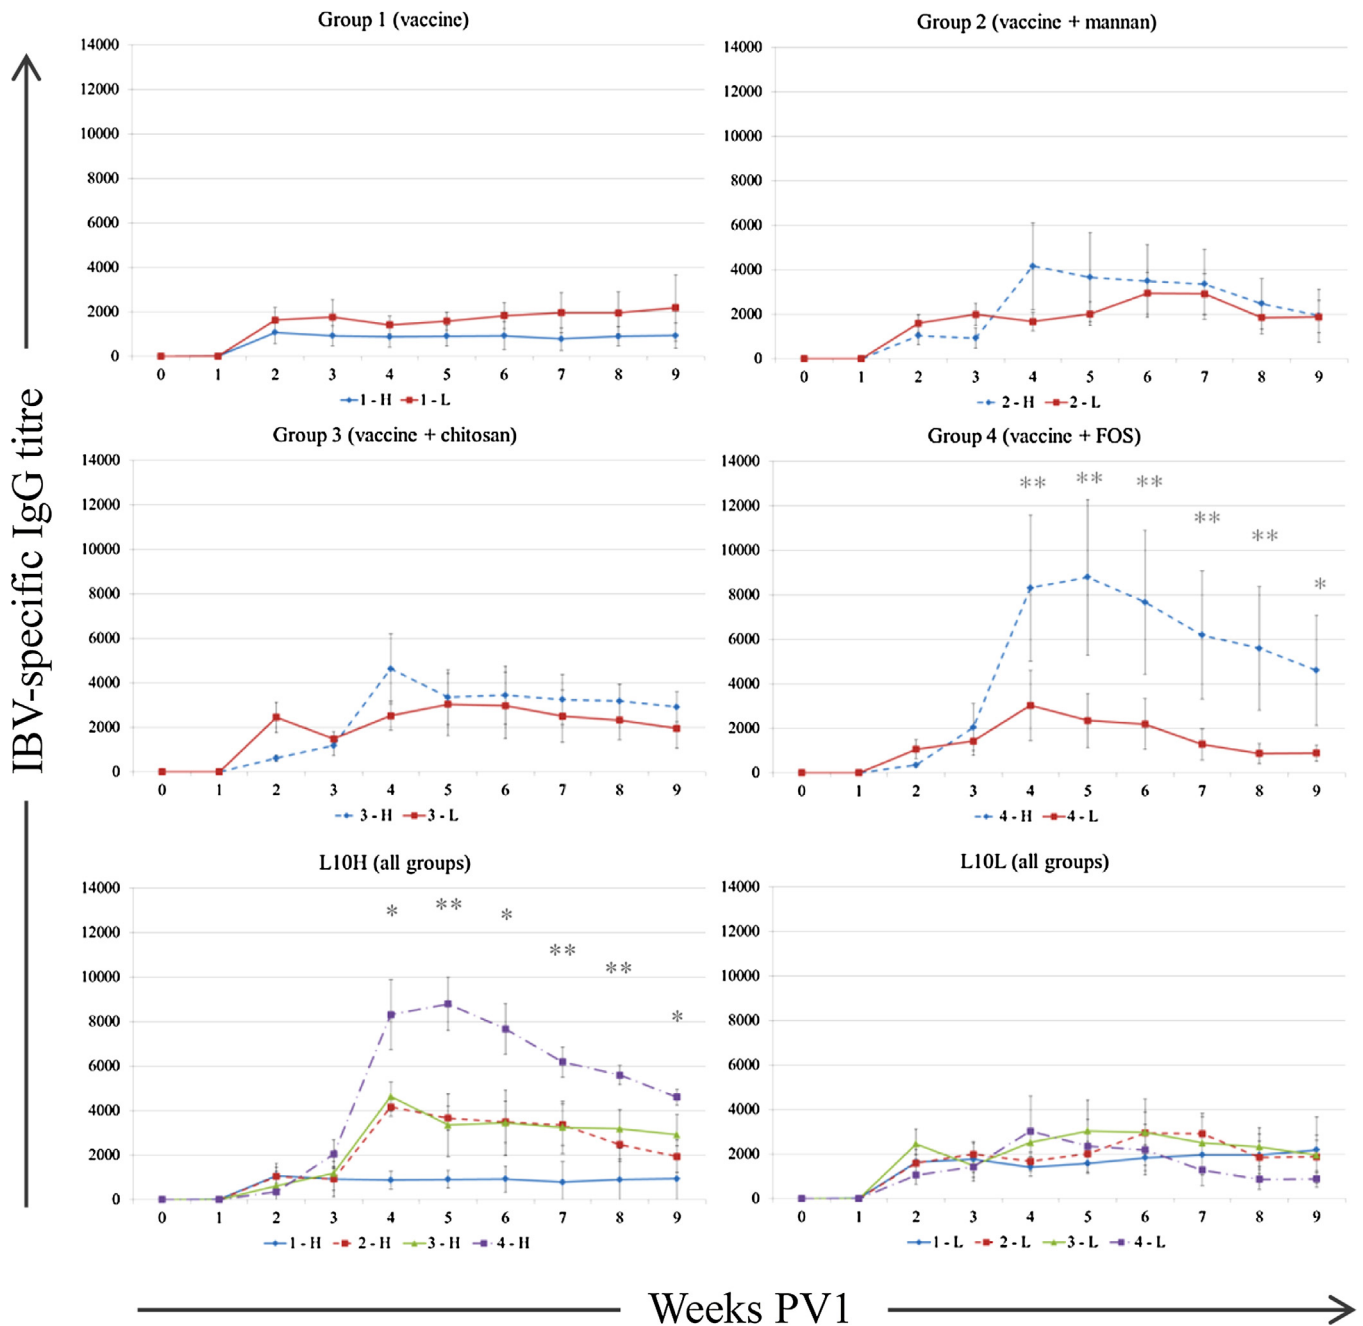 IBV-specific IgG titre
Group 1 (vaccine)
14000
12000
10000
8000
6000
4000
2000
0
0 1 2 3 4 5 6 7 8 9
1 - H 1 - L
Group 2 (vaccine + mannan)
14000
12000
10000
8000
6000
4000
2000
0
0 1 2 3 4 5 6 7 8 9
2 - H 2 - L
Group 3 (vaccine + chitosan)
14000
12000
10000
8000
6000
4000
2000
0
0 1 2 3 4 5 6 7 8 9
3 - H 3 - L
Group 4 (vaccine + FOS)
14000
12000
10000
8000
6000
4000
2000
0
** ** ** ** ** *
0 1 2 3 4 5 6 7 8 9
4 - H 4 - L
L10H (all groups)
14000
12000
10000
8000
6000
4000
2000
0
* ** * ** ** *
0 1 2 3 4 5 6 7 8 9
1 - H 2 - H 3 - H 4 - H
L10L (all groups)
14000
12000
10000
8000
6000
4000
2000
0
0 1 2 3 4 5 6 7 8 9
1 - L 2 - L 3 - L 4 - L
Weeks PV1